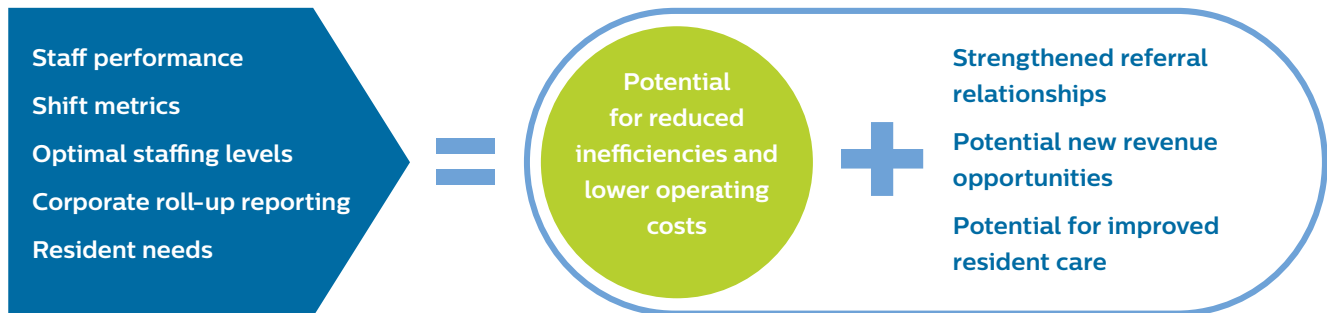 Staff performance
Shift metrics
Optimal staffing levels
Corporate roll-up reporting
Resident needs
=
Potential
for reduced
inefficiencies and
lower operating
costs
+
Strengthened referral
relationships
Potential new revenue
opportunities
Potential for improved
resident care